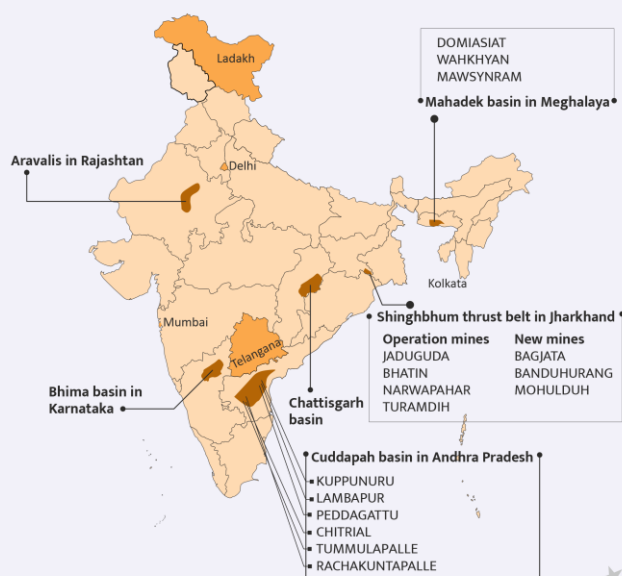 DOMIASIAT
WAHKHYAN
MAWSYNRAM
Mahadek basin in Meghalaya
Ladakh
Aravalis in Rajashtan
Delhi
Kolkata
Mumbai
Telangana
Shinghbhum thrust belt in Jharkhand
Operation mines
JADUGUDA
BHATIN
NARWAPAHAR
TURAMDIH
New mines
BAGJATA
BANDUHURANG
MOHULDUH
Bhima basin in
Karnataka
Chattisgarh
basin
Cuddapah basin in Andhra Pradesh
KUPPUNURU
LAMBAPUR
PEDDAGATTU
CHITRIAL
TUMMULAPALLE
RACHAKUNTAPALLE